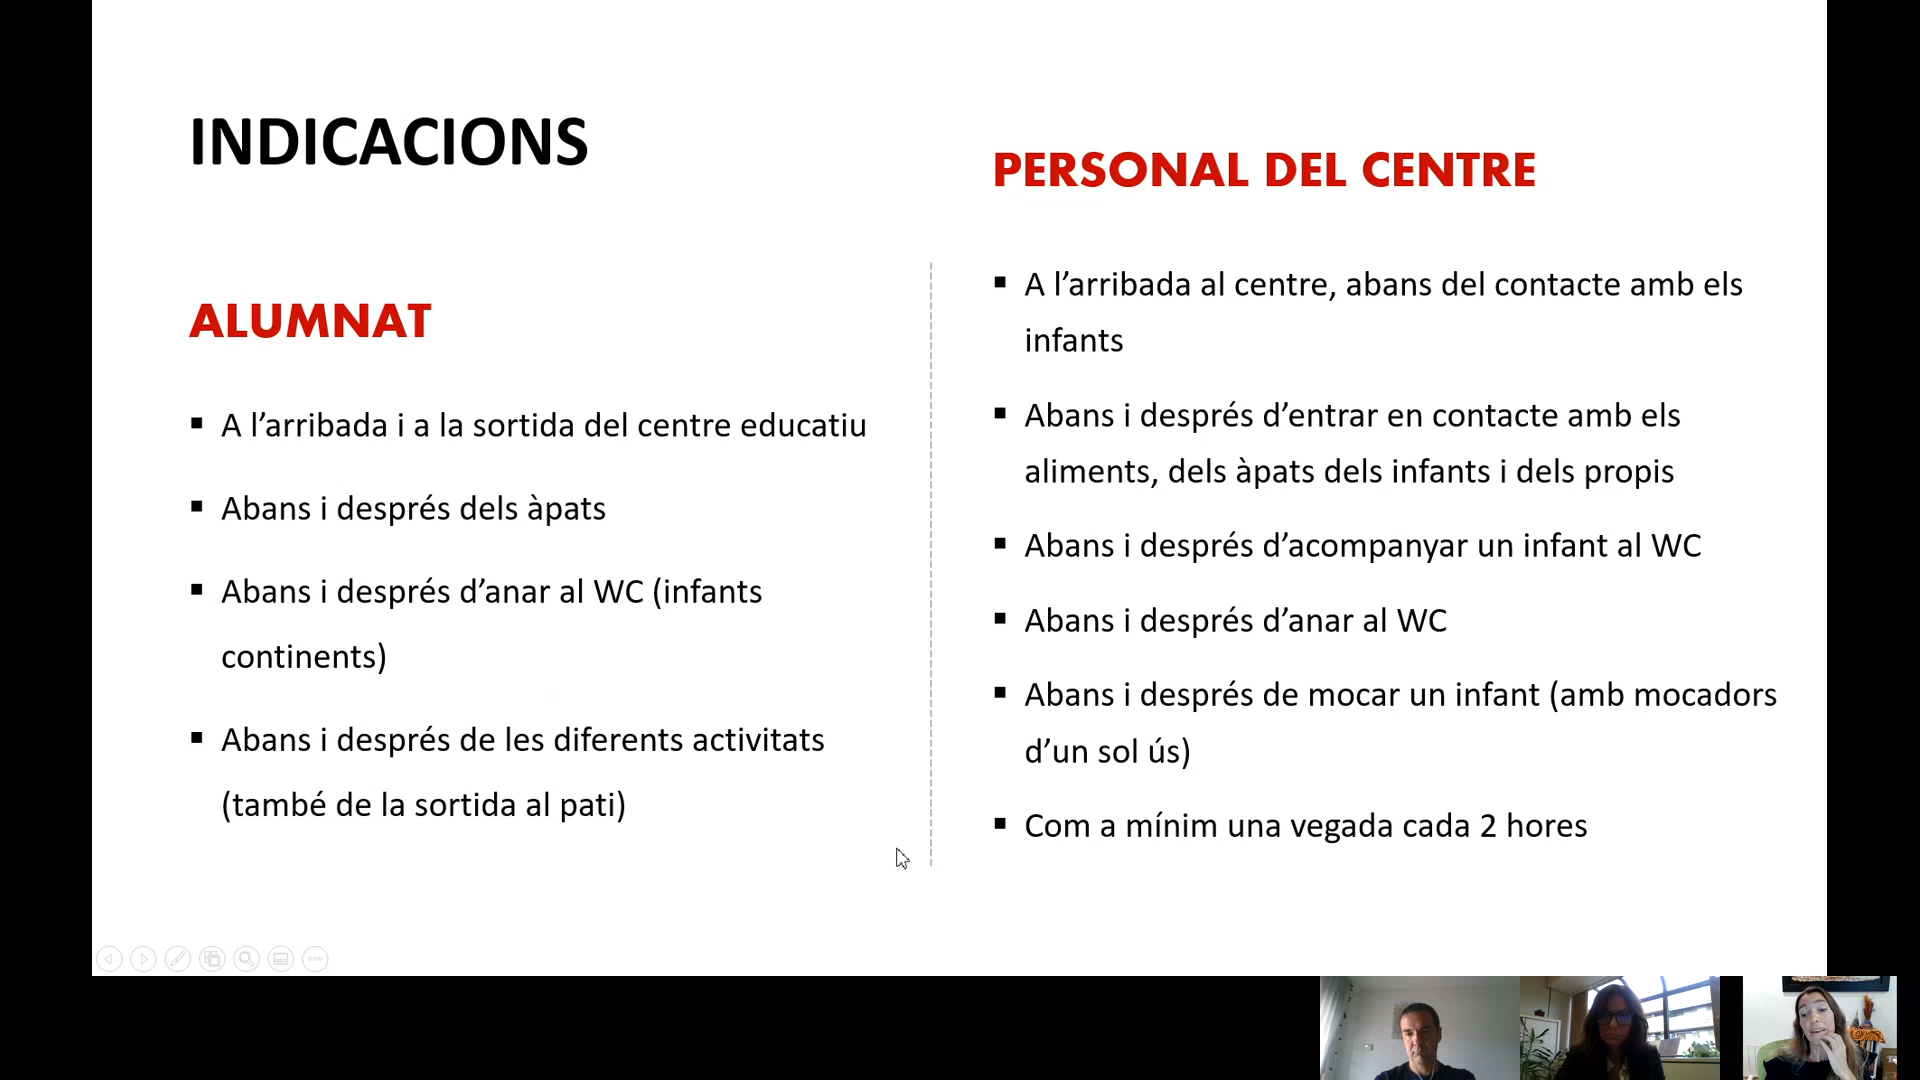 INDICACIONS
ALUMNAT
▪ A l’arribada i a la sortida del centre educatiu
▪ Abans i després dels àpats
▪ Abans i després d’anar al WC (infants
continents)
▪ Abans i després de les diferents activitats
(també de la sortida al pati)
PERSONAL DEL CENTRE
▪ A l’arribada al centre, abans del contacte amb els
infants
▪ Abans i després d’entrar en contacte amb els
aliments, dels àpats dels infants i dels propis
▪ Abans i després d’acompanyar un infant al WC
▪ Abans i després d’anar al WC
▪ Abans i després de mocar un infant (amb mocadors
d’un sol ús)
▪ Com a mínim una vegada cada 2 hores